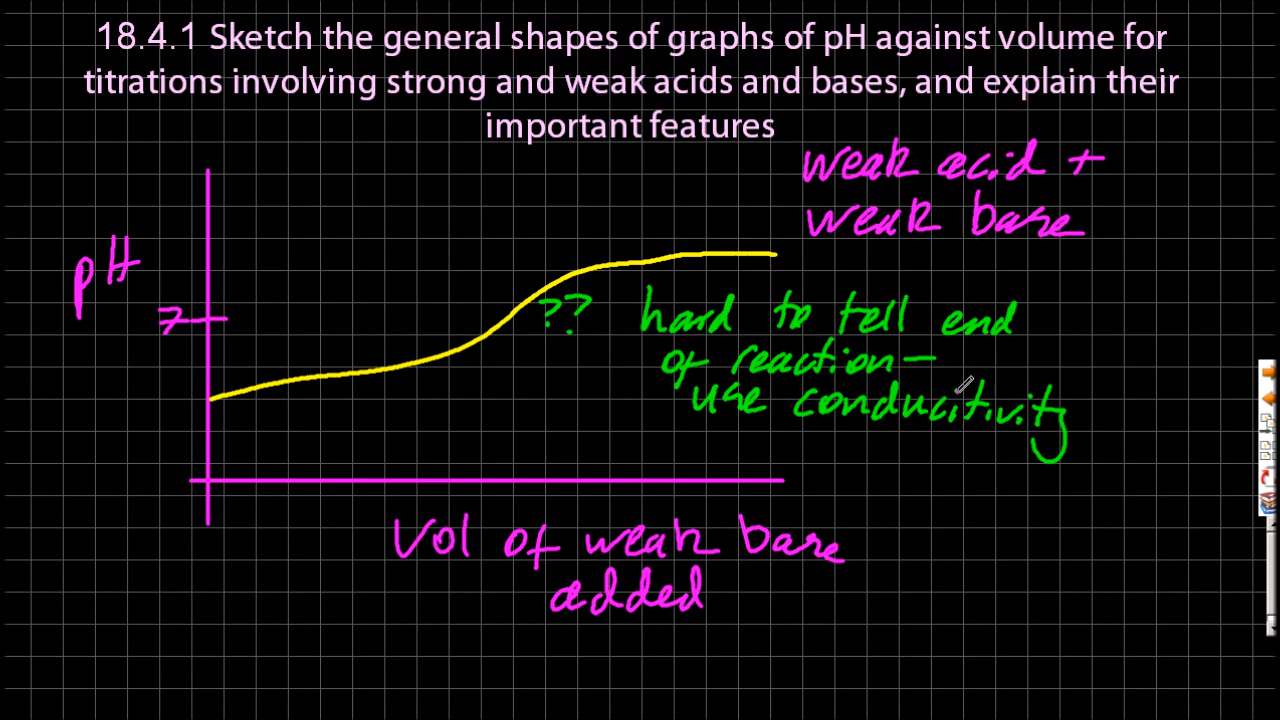 18.4.1 Sketch the general shapes of graphs of pH against volume for
titrations involving strong and weak acids and bases, and explain their
important features
weak acid +
weak base
pH
7
?? hard to tell end
of reaction —
use conducitivity
Vol of weak base
added